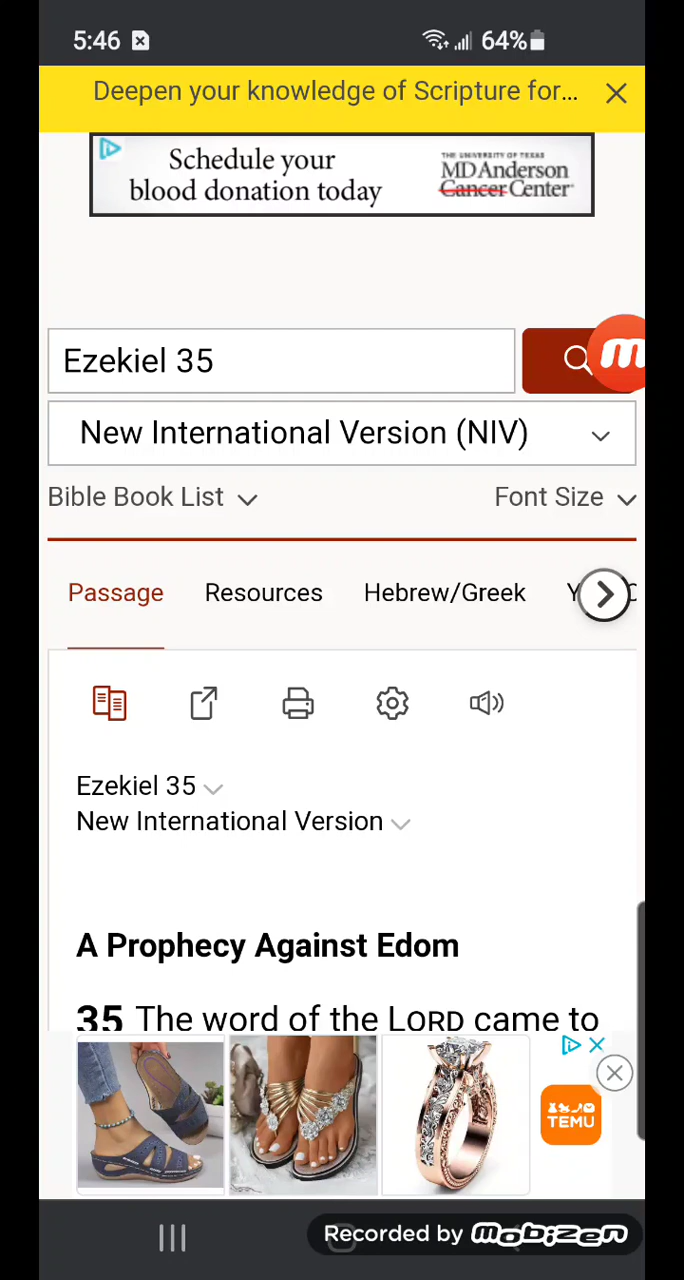 5:46 64%
Deepen your knowledge of Scripture for...
Schedule your
blood donation today
THE UNIVERSITY OF TEXAS
MD Anderson
Cancer Center
Ezekiel 35
m
New International Version (NIV)
Bible Book List Font Size
Passage Resources Hebrew/Greek
Ezekiel 35
New International Version
A Prophecy Against Edom
35 The word of the LORD came to
TEMU
Recorded by mobizen